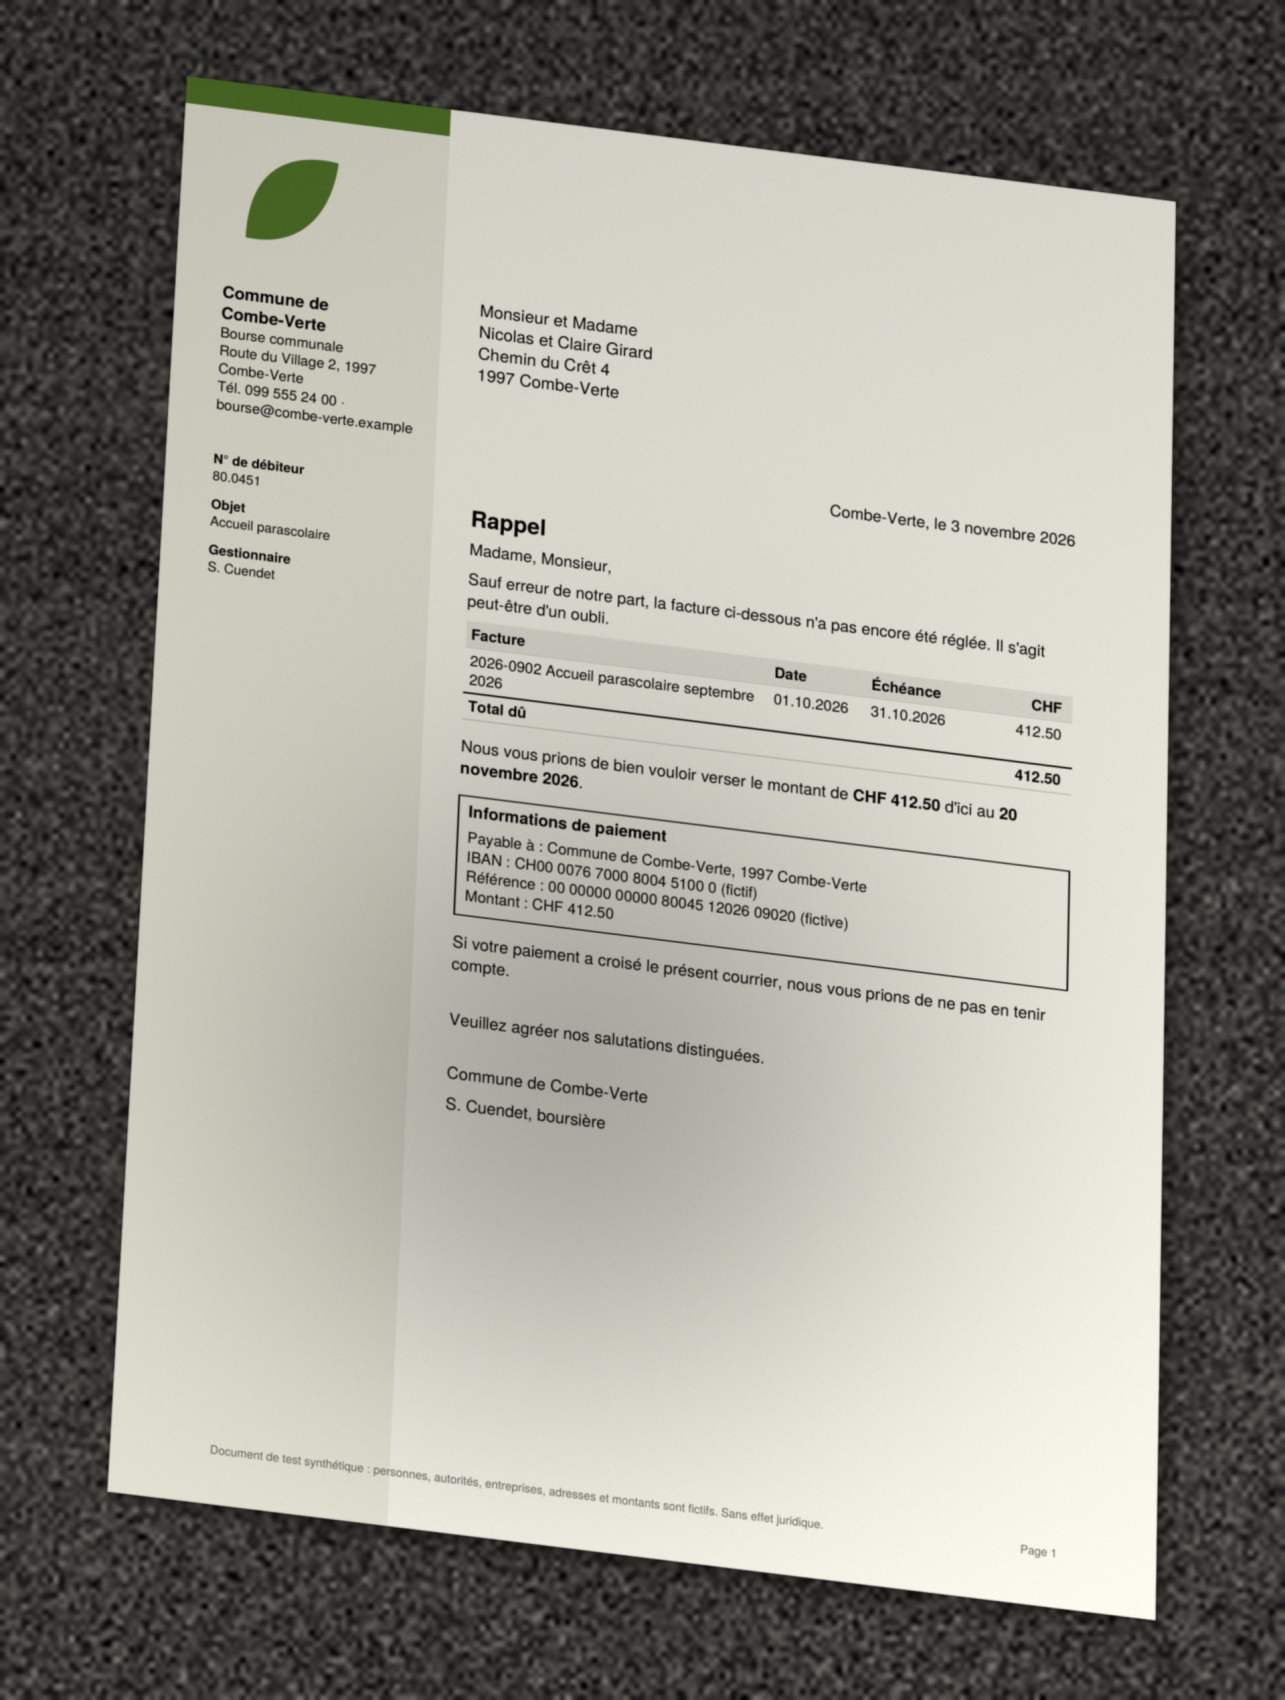 Commune de
Combe-Verte
Bourse communale
Route du Village 2, 1997
Combe-Verte
Tél. 099 555 24 00 ·
bourse@combe-verte.example
N° de débiteur
80.0451
Objet
Accueil parascolaire
Gestionnaire
S. Cuendet
Monsieur et Madame
Nicolas et Claire Girard
Chemin du Crêt 4
1997 Combe-Verte
Combe-Verte, le 3 novembre 2026
Rappel
Madame, Monsieur,
Sauf erreur de notre part, la facture ci-dessous n'a pas encore été réglée. Il s'agit
peut-être d'un oubli.
Facture Date Échéance CHF
2026-0902 Accueil parascolaire septembre 01.10.2026 31.10.2026 412.50
2026
Total dû 412.50
Nous vous prions de bien vouloir verser le montant de CHF 412.50 d'ici au 20
novembre 2026.
Informations de paiement
Payable à : Commune de Combe-Verte, 1997 Combe-Verte
IBAN : CH00 0076 7000 8004 5100 0 (fictif)
Référence : 00 00000 00000 80045 12026 09020 (fictive)
Montant : CHF 412.50
Si votre paiement a croisé le présent courrier, nous vous prions de ne pas en tenir
compte.
Veuillez agréer nos salutations distinguées.
Commune de Combe-Verte
S. Cuendet, boursière
Document de test synthétique : personnes, autorités, entreprises, adresses et montants sont fictifs. Sans effet juridique.
Page 1